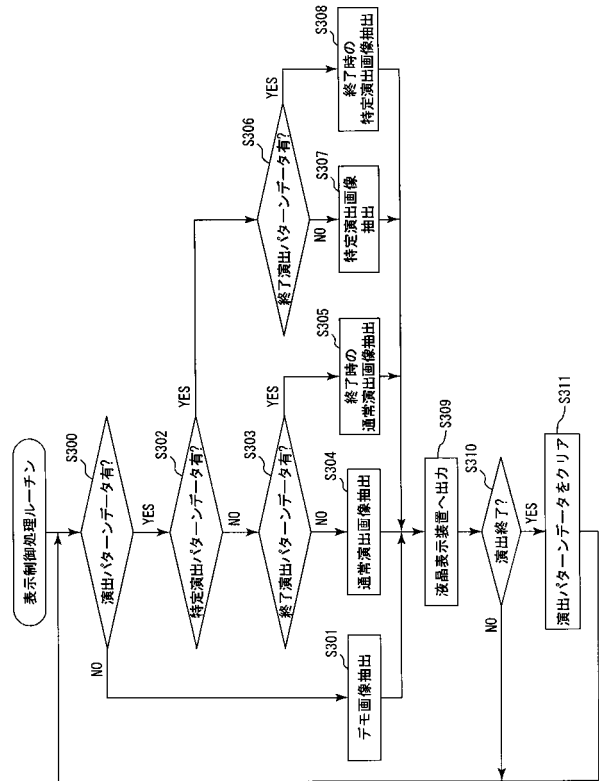 表示制御処理ルーチン
S300
演出パターンデータ有?
YES
NO
S302
特定演出パターンデータ有?
YES
NO
S303
終了演出パターンデータ有?
YES
NO
S306
終了演出パターンデータ有?
YES
NO
S301
デモ画像抽出
S304
通常演出画像抽出
S305
終了時の
通常演出画像抽出
S307
特定演出画像
抽出
S308
終了時の
特定演出画像抽出
S309
液晶表示装置へ出力
S310
演出終了?
NO
YES
S311
演出パターンデータをクリア